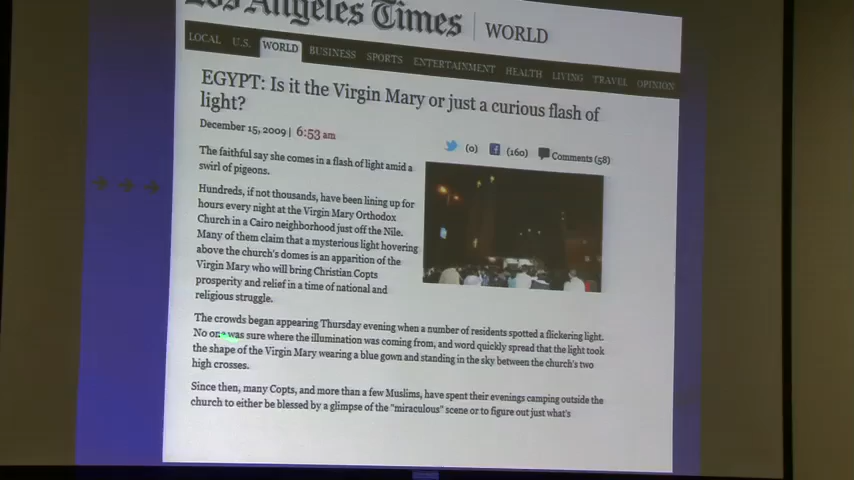 Los Angeles Times | WORLD
LOCAL U.S. WORLD BUSINESS SPORTS ENTERTAINMENT HEALTH LIVING TRAVEL OPINION
EGYPT: Is it the Virgin Mary or just a curious flash of
light?
December 15, 2009 | 6:53 am
(0) (160) Comments (58)
The faithful say she comes in a flash of light amid a
swirl of pigeons.
Hundreds, if not thousands, have been lining up for
hours every night at the Virgin Mary Orthodox
Church in a Cairo neighborhood just off the Nile.
Many of them claim that a mysterious light hovering
above the church's domes is an apparition of the
Virgin Mary who will bring Christian Copts
prosperity and relief in a time of national and
religious struggle.
The crowds began appearing Thursday evening when a number of residents spotted a flickering light.
No one was sure where the illumination was coming from, and word quickly spread that the light took
the shape of the Virgin Mary wearing a blue gown and standing in the sky between the church's two
high crosses.
Since then, many Copts, and more than a few Muslims, have spent their evenings camping outside the
church to either be blessed by a glimpse of the "miraculous" scene or to figure out just what's